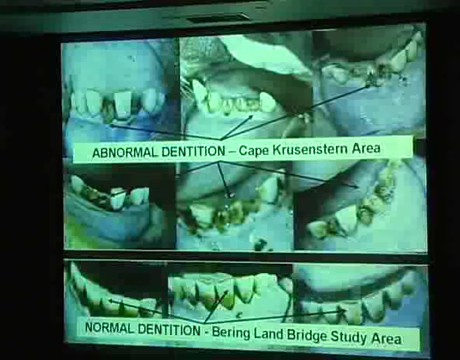 ABNORMAL DENTITION – Cape Krusenstern Area
NORMAL DENTITION - Bering Land Bridge Study Area